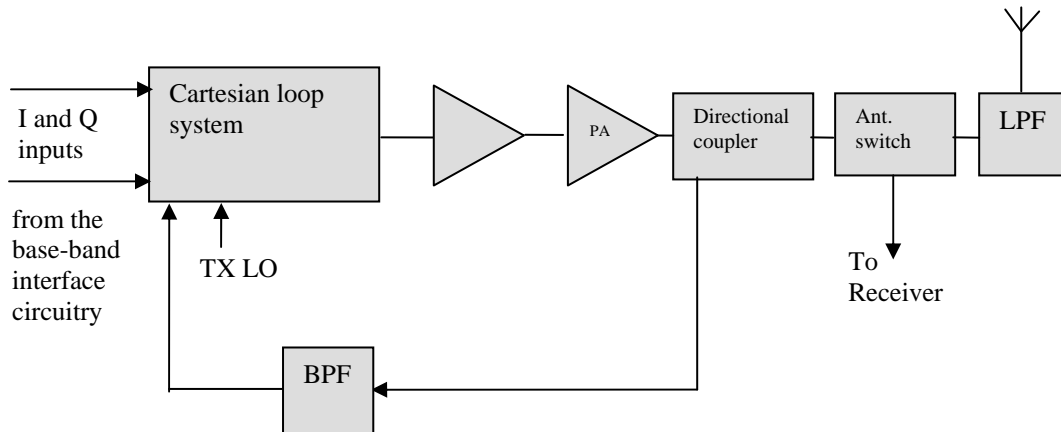 Cartesian loop
system
I and Q
inputs
from the
base-band
interface
circuitry
TX LO
PA
Directional
coupler
Ant.
switch
LPF
To
Receiver
BPF